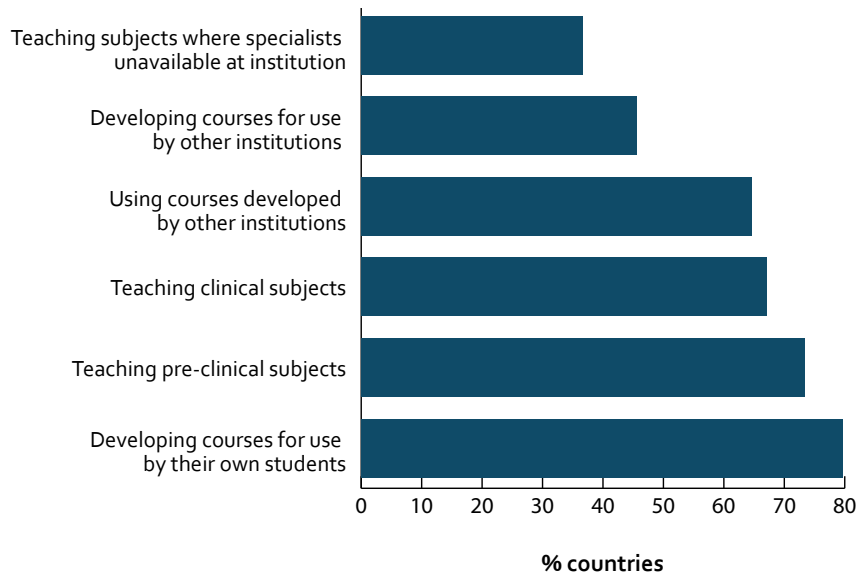 Teaching subjects where specialists
unavailable at institution
Developing courses for use
by other institutions
Using courses developed
by other institutions
Teaching clinical subjects
Teaching pre-clinical subjects
Developing courses for use
by their own students
0 10 20 30 40 50 60 70 80
% countries